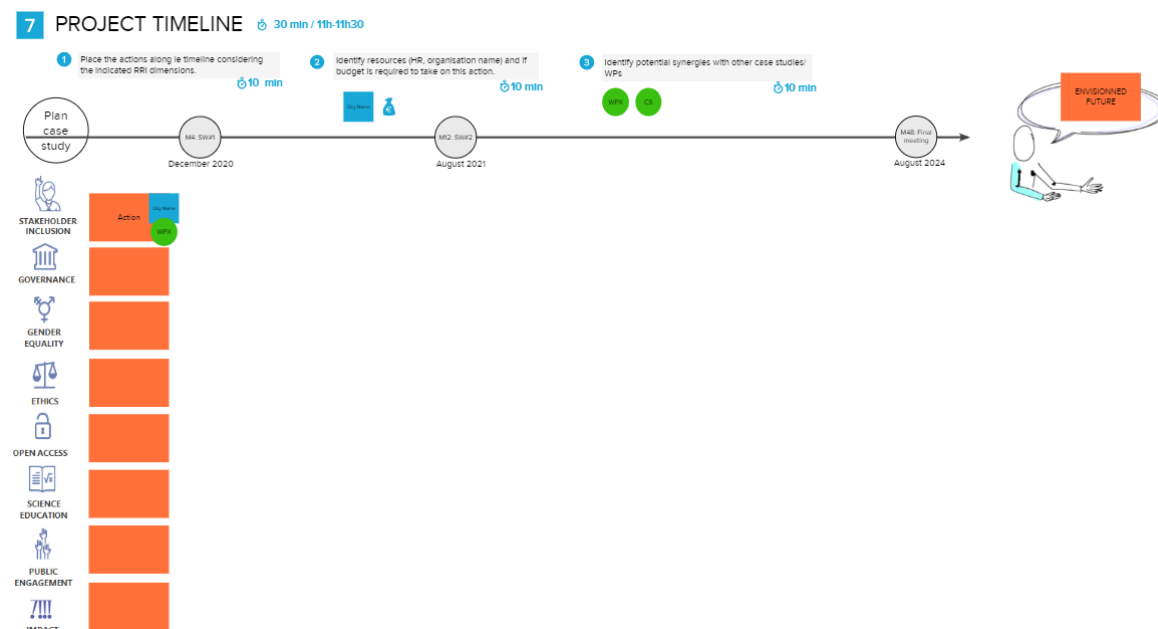 7 PROJECT TIMELINE 30 min / 11h-11h30
1 Place the actions along le timeline considering
the indicated RRI dimensions.
10 min
2 Identify resources (HR, organisation name) and if
budget is required to take on this action.
10 min
Org Name
3 Identify potential synergies with other case studies/
WPs
10 min
WPX CS
ENVISIONNED
FUTURE
Plan
case
study
M4: SW#1
December 2020
M12: SW#2
August 2021
M48: Final
meeting
August 2024
STAKEHOLDER
INCLUSION
Action
Org Name
WPX
GOVERNANCE
GENDER
EQUALITY
ETHICS
OPEN ACCESS
SCIENCE
EDUCATION
PUBLIC
ENGAGEMENT
IMPACT